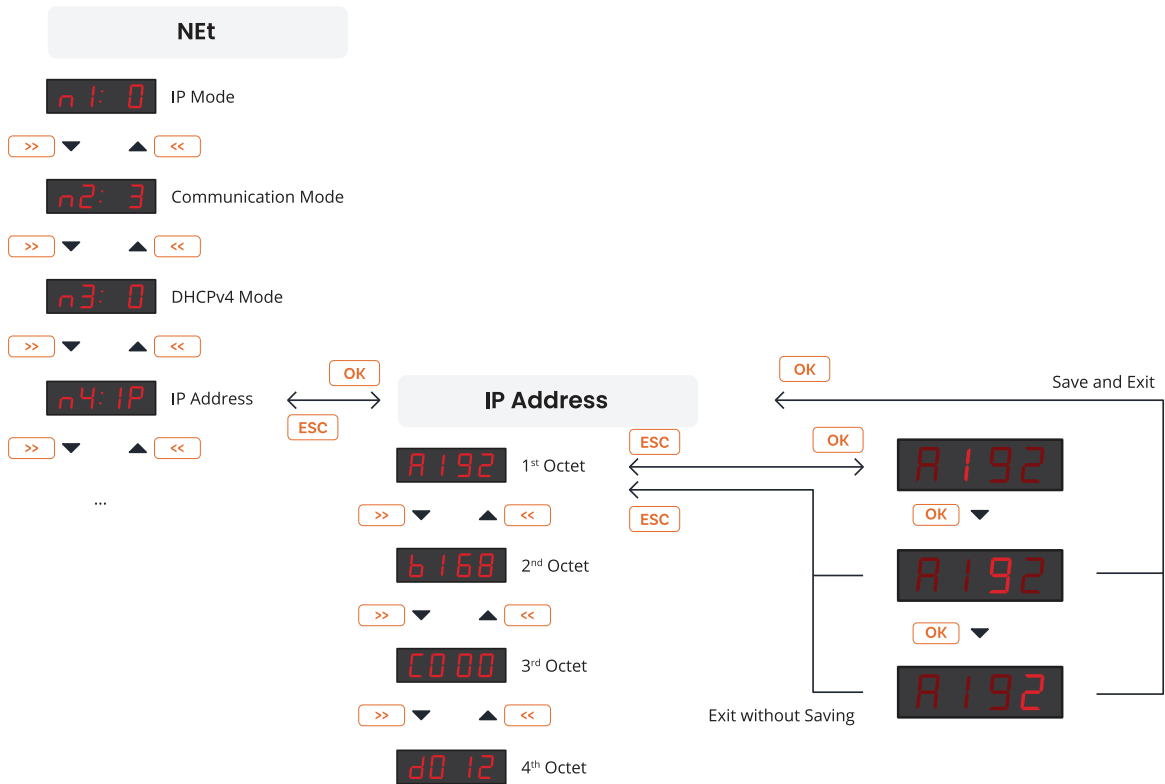 NEt
n1: 0 IP Mode
>> <<
n2: 3 Communication Mode
>> <<
n3: 0 DHCPv4 Mode
>> <<
n4:IP IP Address
>> <<
...
OK
ESC
IP Address
A192 1st Octet
>> <<
b168 2nd Octet
>> <<
C000 3rd Octet
>> <<
d012 4th Octet
ESC
OK
ESC
OK
Save and Exit
A192
OK
A192
OK
A192
Exit without Saving